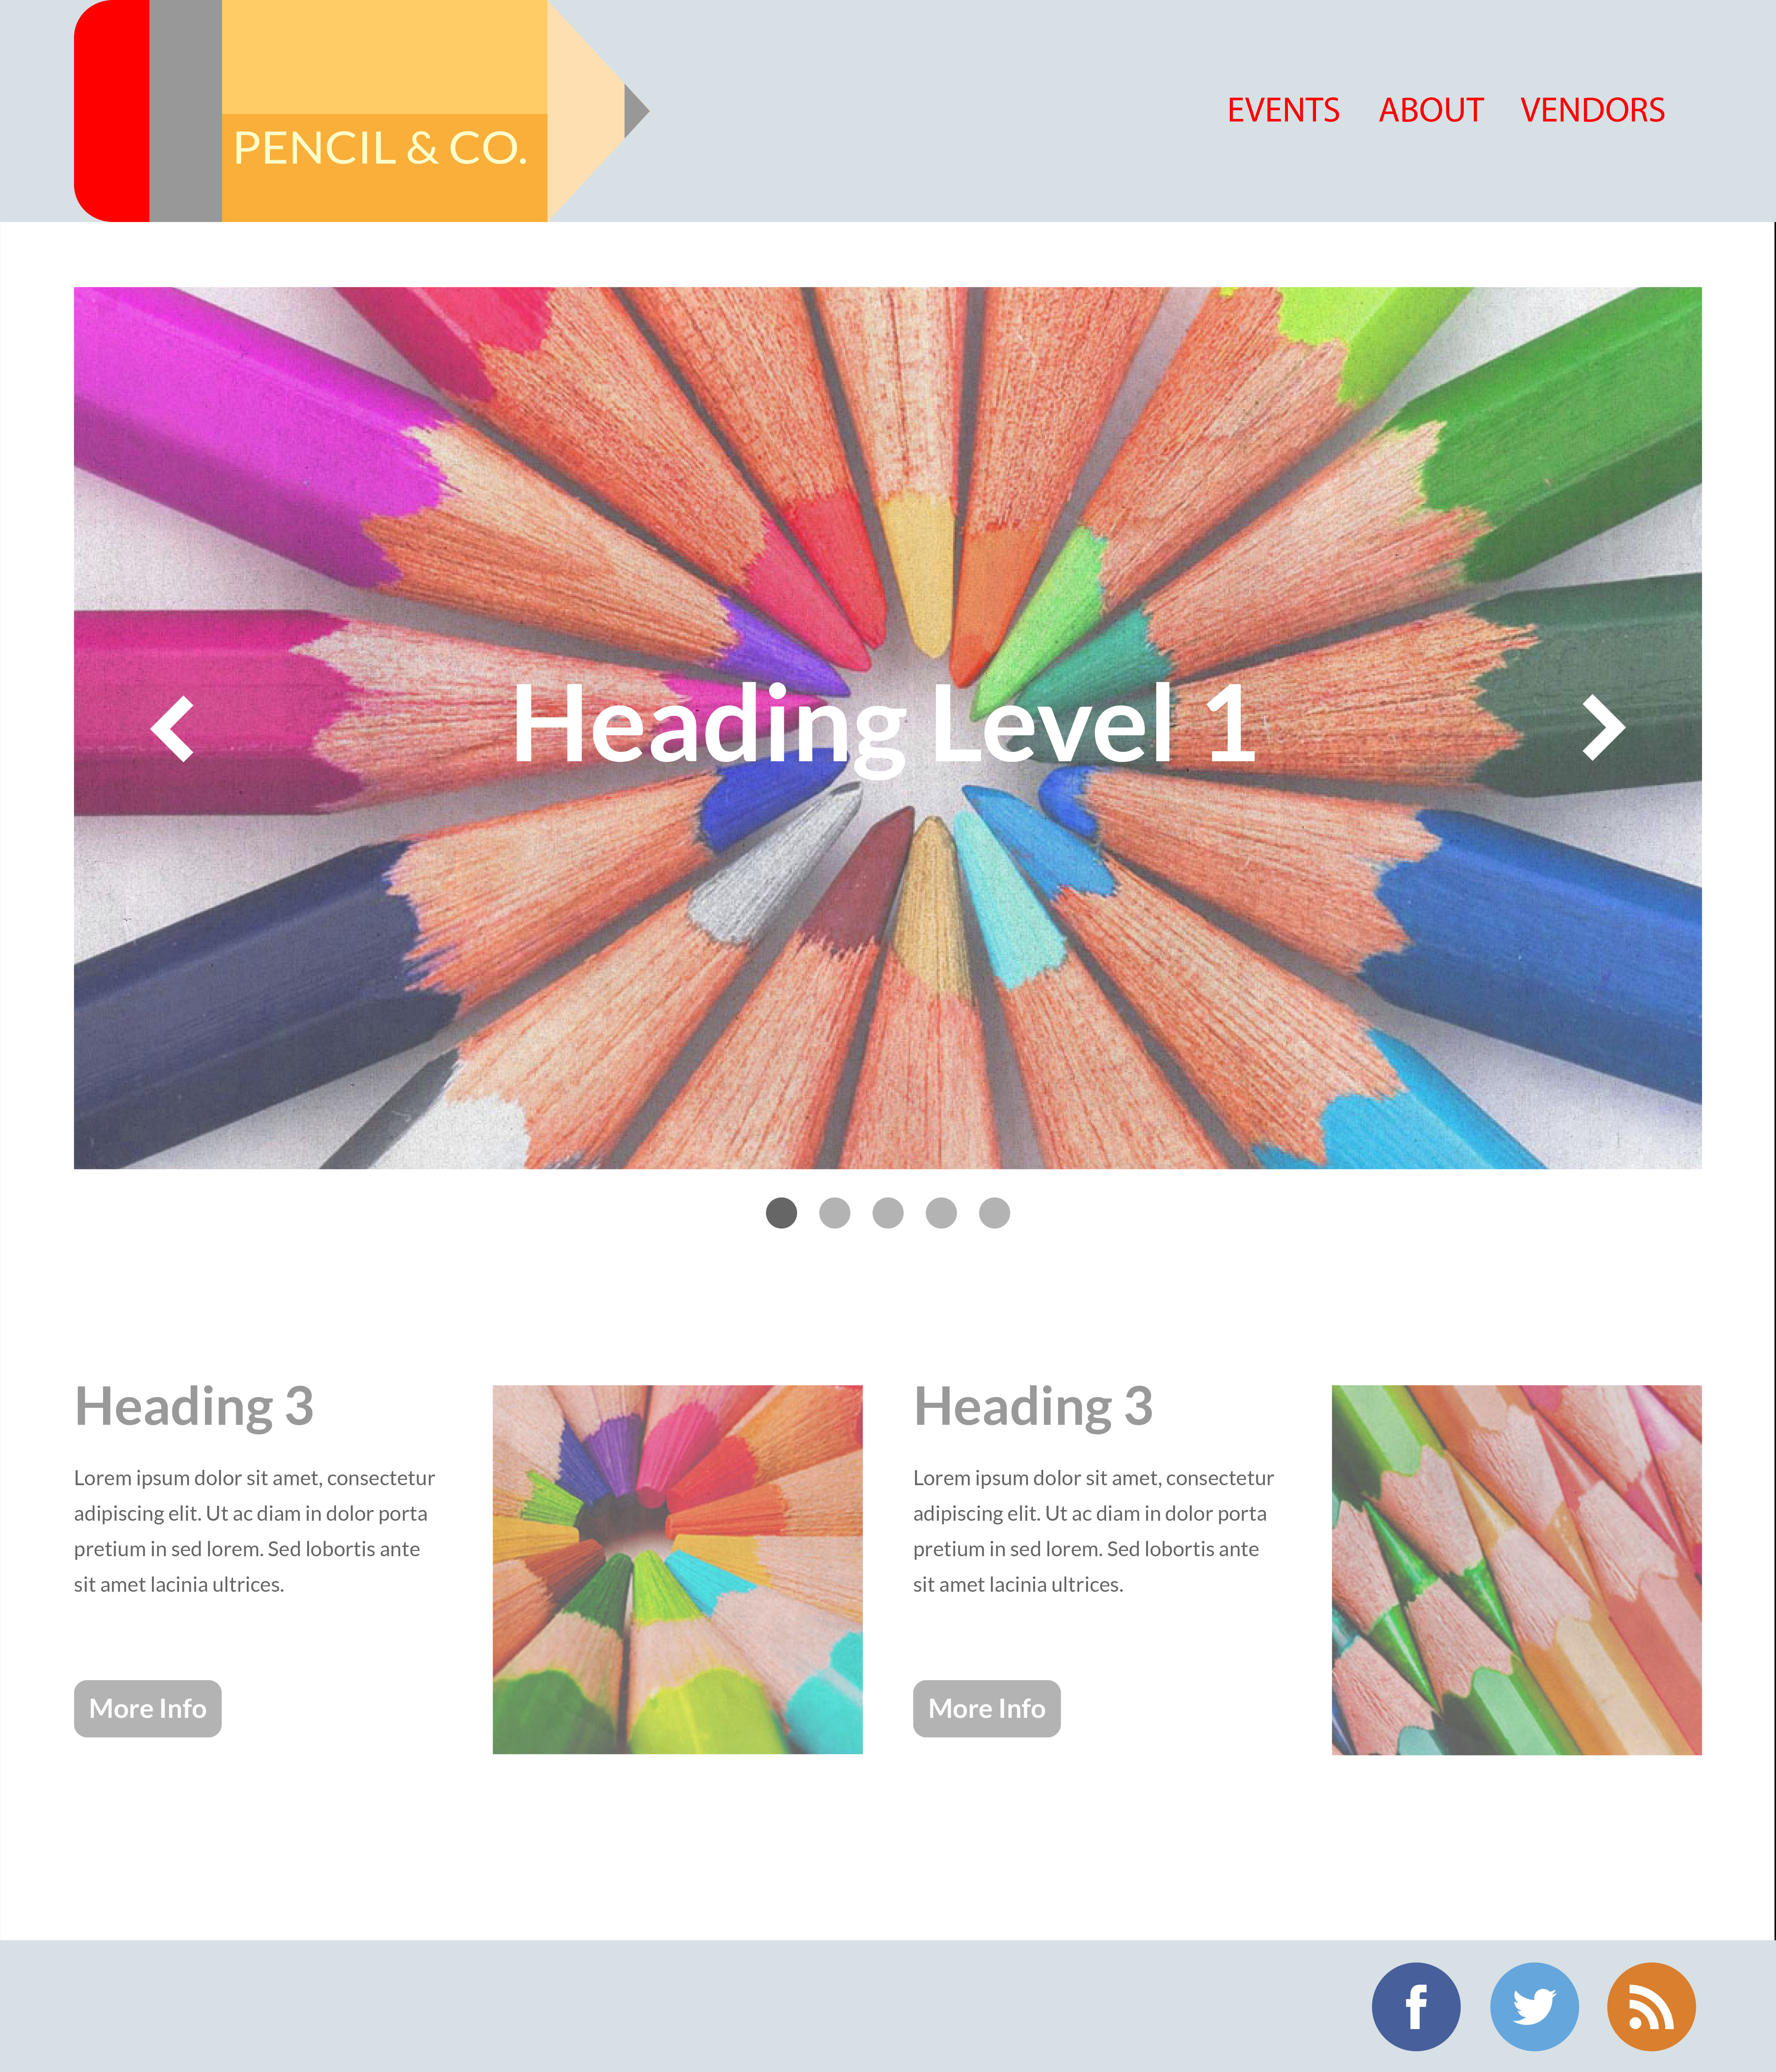 PENCIL & CO.
EVENTS ABOUT VENDORS
Heading Level 1
Heading 3
Lorem ipsum dolor sit amet, consectetur
adipiscing elit. Ut ac diam in dolor porta
pretium in sed lorem. Sed lobortis ante
sit amet lacinia ultrices.
More Info
Heading 3
Lorem ipsum dolor sit amet, consectetur
adipiscing elit. Ut ac diam in dolor porta
pretium in sed lorem. Sed lobortis ante
sit amet lacinia ultrices.
More Info